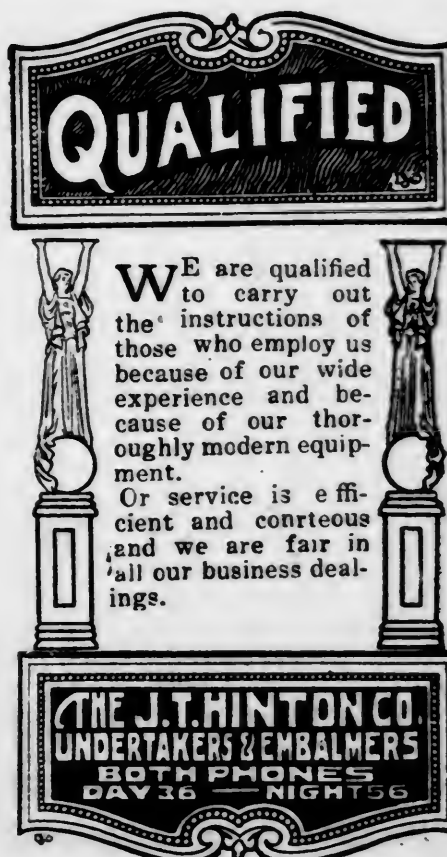 QUALIFIED
WE are qualified
to carry out
the instructions of
those who employ us
because of our wide
experience and be-
cause of our thor-
oughly modern equip-
ment.
Or service is effi-
cient and conrteous
and we are fair in
all our business deal-
ings.
THE J.T. HINTON CO.
UNDERTAKERS & EMBALMERS
BOTH PHONES
DAY 36 — NIGHT 56